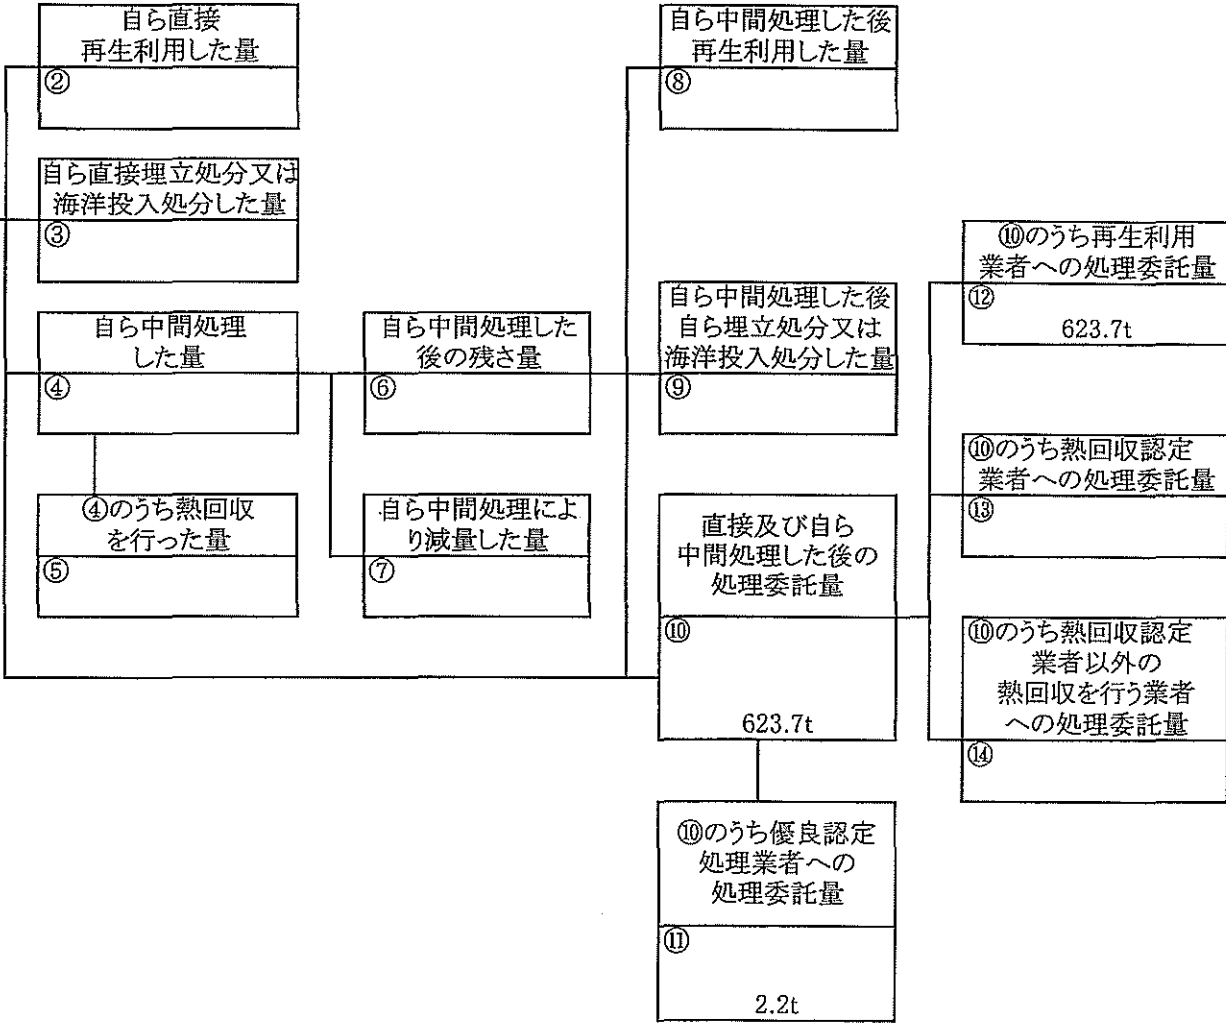 自ら直接
再生利用した量
②
自ら直接埋立処分又は
海洋投入処分した量
③
自ら中間処理
した量
④
④のうち熱回収
を行った量
⑤
自ら中間処理した
後の残さ量
⑥
自ら中間処理によ
り減量した量
⑦
自ら中間処理した後
再生利用した量
⑧
自ら中間処理した後
自ら埋立処分又は
海洋投入処分した量
⑨
直接及び自ら
中間処理した後の
処理委託量
⑩
623.7t
⑩のうち優良認定
処理業者への
処理委託量
⑪
2.2t
⑩のうち再生利用
業者への処理委託量
⑫
623.7t
⑩のうち熱回収認定
業者への処理委託量
⑬
⑩のうち熱回収認定
業者以外の
熱回収を行う業者
への処理委託量
⑭